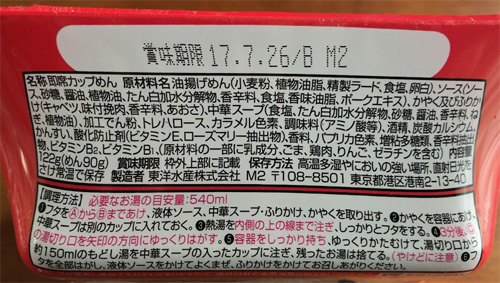 賞味期限 17.7.26/B M2
名称即席カップめん 原材料名油揚げめん(小麦粉、植物油脂、精製ラード、食塩、卵白)、ソース(ソース、砂糖、醤油、植物油、たん白加水分解物、香辛料、食塩、香味油脂、ポークエキス)、かやく及びふりかけ(キャベツ、味付挽肉、香辛料、あおさ)、中華スープ(食塩、たん白加水分解物、砂糖、醤油、香辛料、ねぎ、植物油)、加工でん粉、トレハロース、カラメル色素、調味料(アミノ酸等)、酒精、炭酸カルシウム、かんすい、酸化防止剤(ビタミンE、ローズマリー抽出物)、香料、パプリカ色素、増粘多糖類、香辛料抽出物、ビタミンB₂、ビタミンB₁、(原材料の一部に乳成分、ごま、鶏肉、りんご、ゼラチンを含む) 内容量
122g(めん90g) 賞味期限 枠外上部に記載 保存方法 高温多湿やにおいの強い場所、直射日光をさけ常温で保存 製造者 東洋水産株式会社 M2 〒108-8501 東京都港区港南2-13-40
【調理方法】必要なお湯の目安量:540ml
❶フタをⒶからⒷまであけ、液体ソース、中華スープ・ふりかけ、かやくを取り出す。❷かやくを容器にあけ、
中華スープは別のカップに入れておく。❸熱湯を内側の上の線まで注ぎ、しっかりとフタをする。❹3分後、Ⓒ
の湯切り口を矢印の方向にゆっくりはがす。❺容器をしっかり持ち、ゆっくりかたむけて、湯切り口から
約150mlのもどし湯を中華スープの入ったカップに注ぎ、残ったお湯は捨てる。(やけどに注意) ❻フ
タを全部はがし、液体ソースをかけてよくまぜ、ふりかけをかけてお召しあがりください。